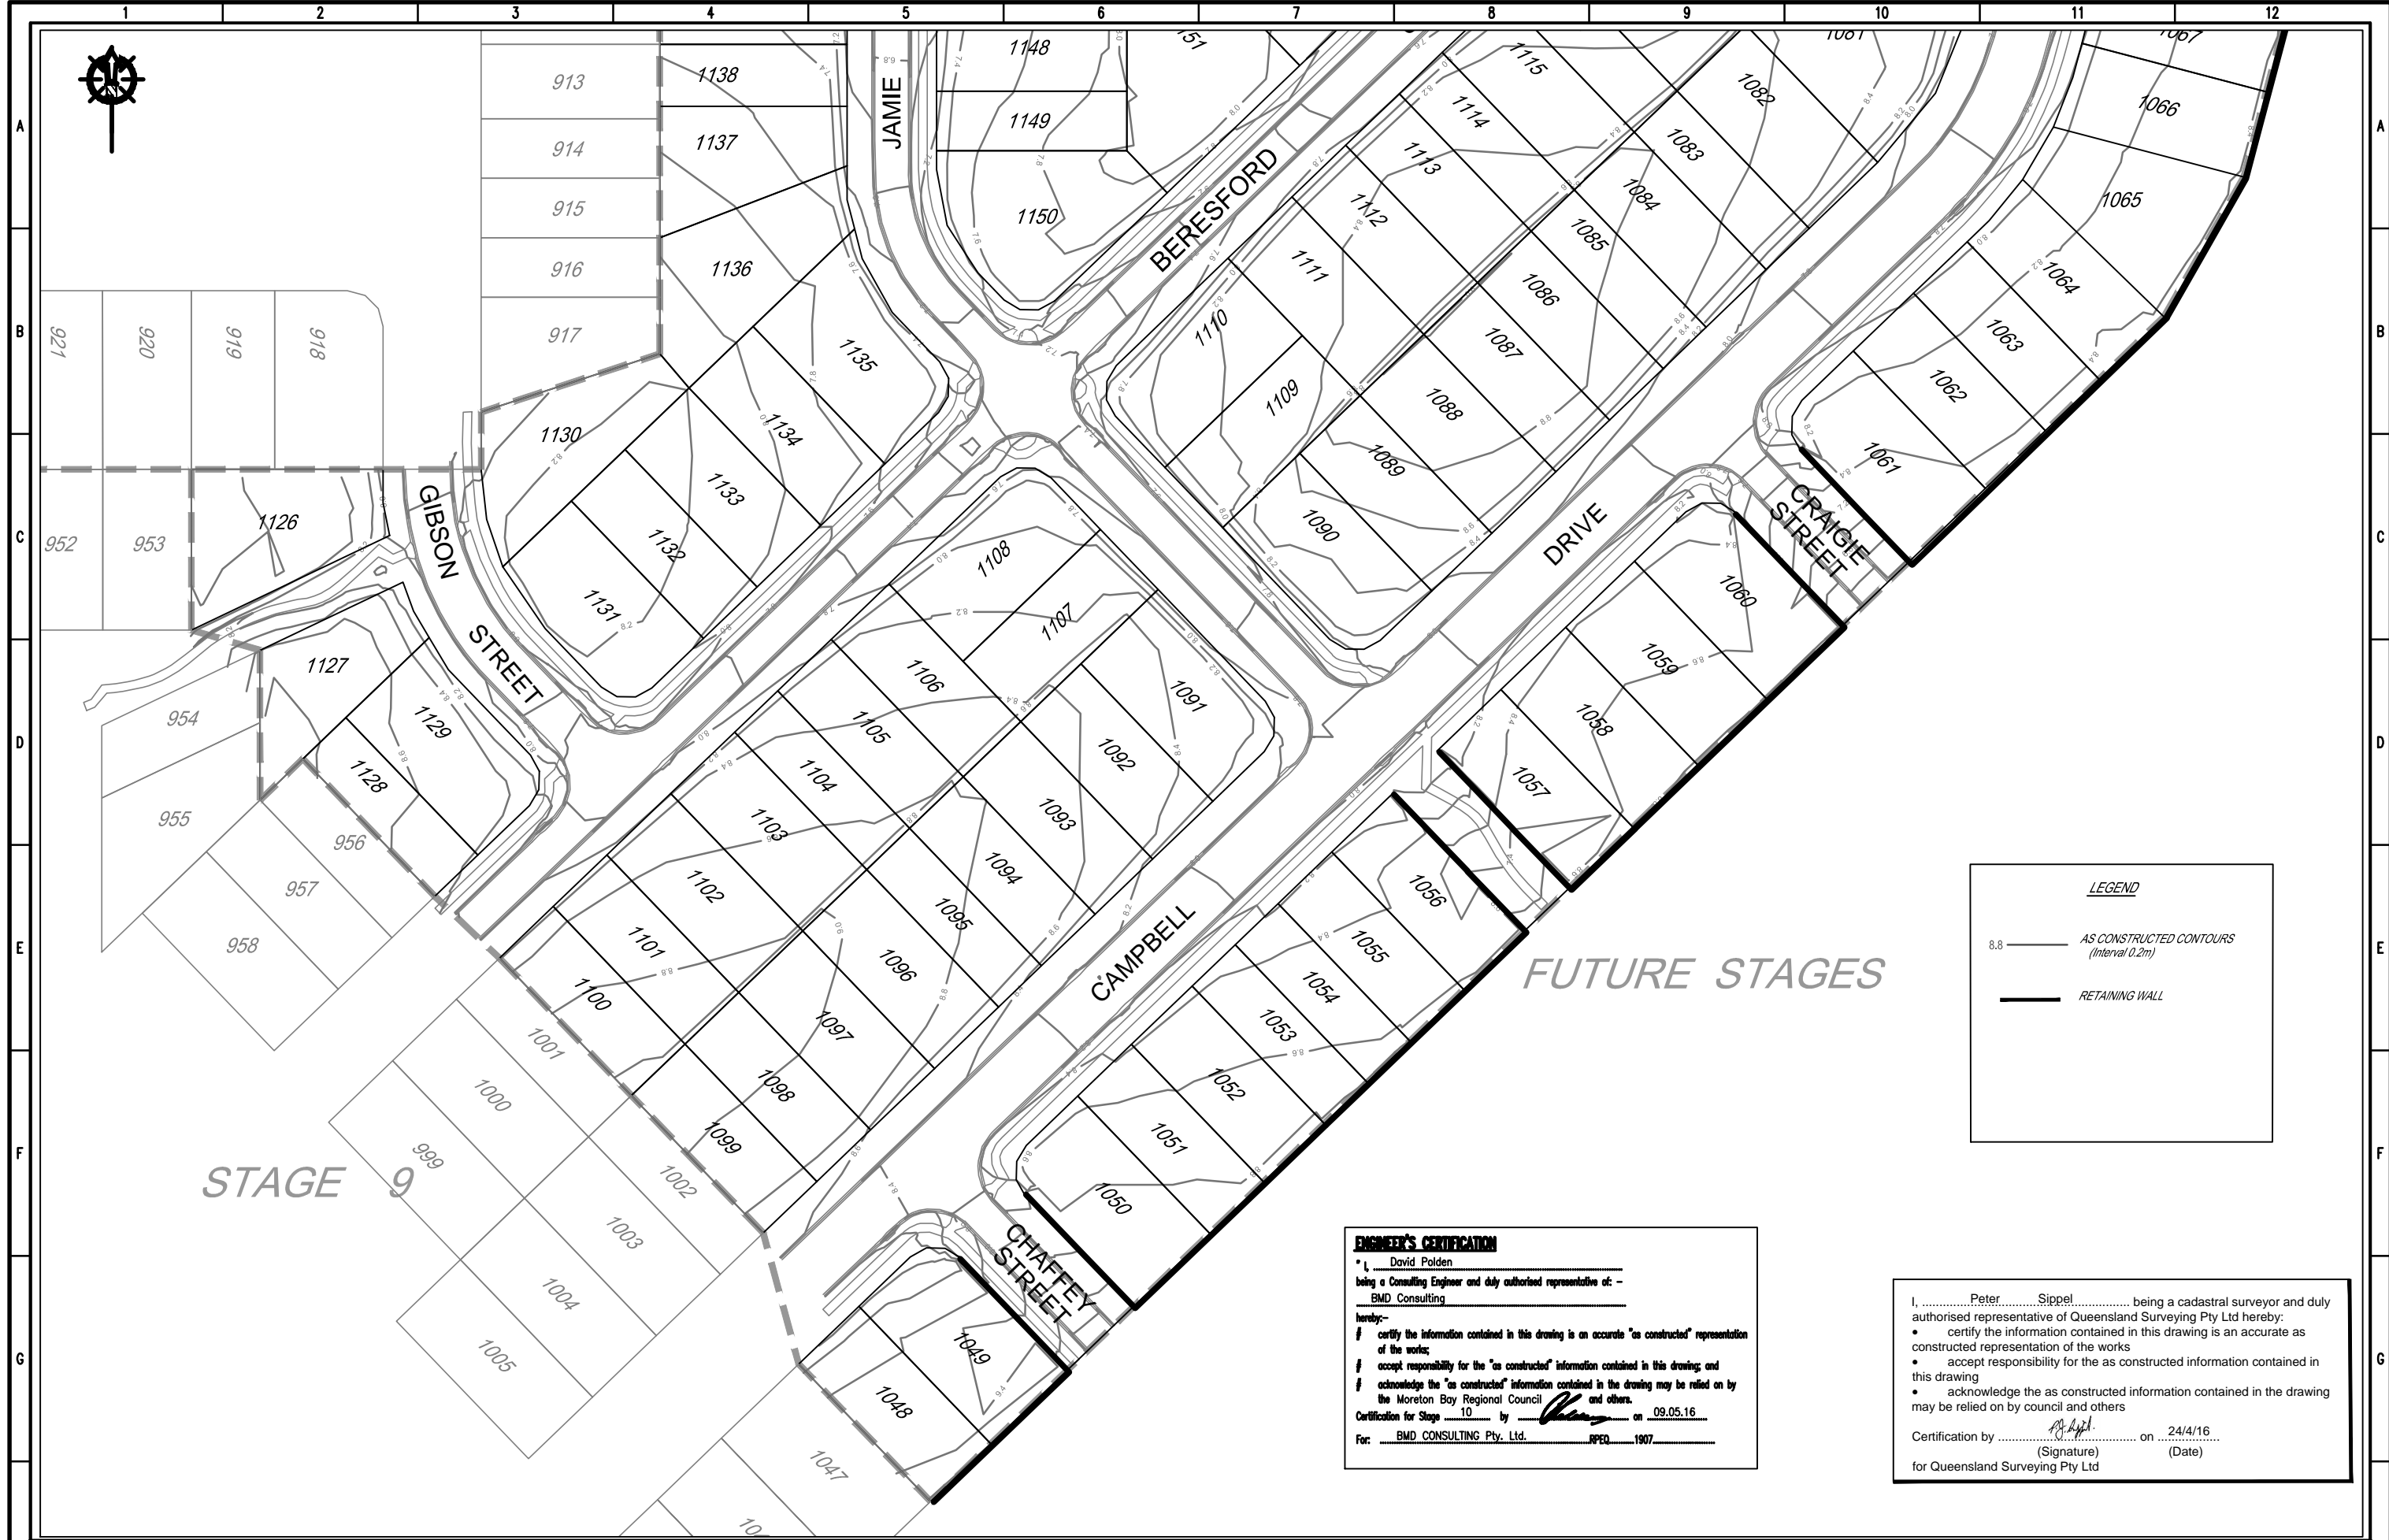 1 2 3 4 5 6 7 8 9 10 11 12
A
B
C
D
E
F
G
A
B
C
D
E
F
G
N
913
914
915
916
917
918
919
920
921
952
953
954
955
956
957
958
999
1000
1001
1002
1003
1004
1005
1047
1048
1049
1050
1051
1052
1053
1054
1055
1056
1057
1058
1059
1060
1061
1062
1063
1064
1065
1066
1067
1081
1082
1083
1084
1085
1086
1087
1088
1089
1090
1091
1092
1093
1094
1095
1096
1097
1098
1099
1100
1101
1102
1103
1104
1105
1106
1107
1108
1109
1110
1111
1112
1113
1114
1115
1126
1127
1128
1129
1130
1131
1132
1133
1134
1135
1136
1137
1138
1148
1149
1150
JAMIE
BERESFORD
GIBSON
STREET
CAMPBELL
DRIVE
CRAIGIE
STREET
CHAFFEY
STREET
STAGE 9
FUTURE STAGES
LEGEND
8.8 AS CONSTRUCTED CONTOURS
(Interval 0.2m)
RETAINING WALL
ENGINEER'S CERTIFICATION
" I, David Polden
being a Consulting Engineer and duly authorised representative of: –
BMD Consulting
hereby:–
# certify the information contained in this drawing is an accurate "as constructed" representation
of the works;
# accept responsibility for the "as constructed" information contained in this drawing; and
# acknowledge the "as constructed" information contained in the drawing may be relied on by
the Moreton Bay Regional Council and others.
Certification for Stage 10 by on 09.05.16
For: BMD CONSULTING Pty. Ltd. RPEQ 1907
I, Peter Sippel being a cadastral surveyor and duly
authorised representative of Queensland Surveying Pty Ltd hereby:
• certify the information contained in this drawing is an accurate as
constructed representation of the works
• accept responsibility for the as constructed information contained in
this drawing
• acknowledge the as constructed information contained in the drawing
may be relied on by council and others
Certification by on 24/4/16
(Signature) (Date)
for Queensland Surveying Pty Ltd